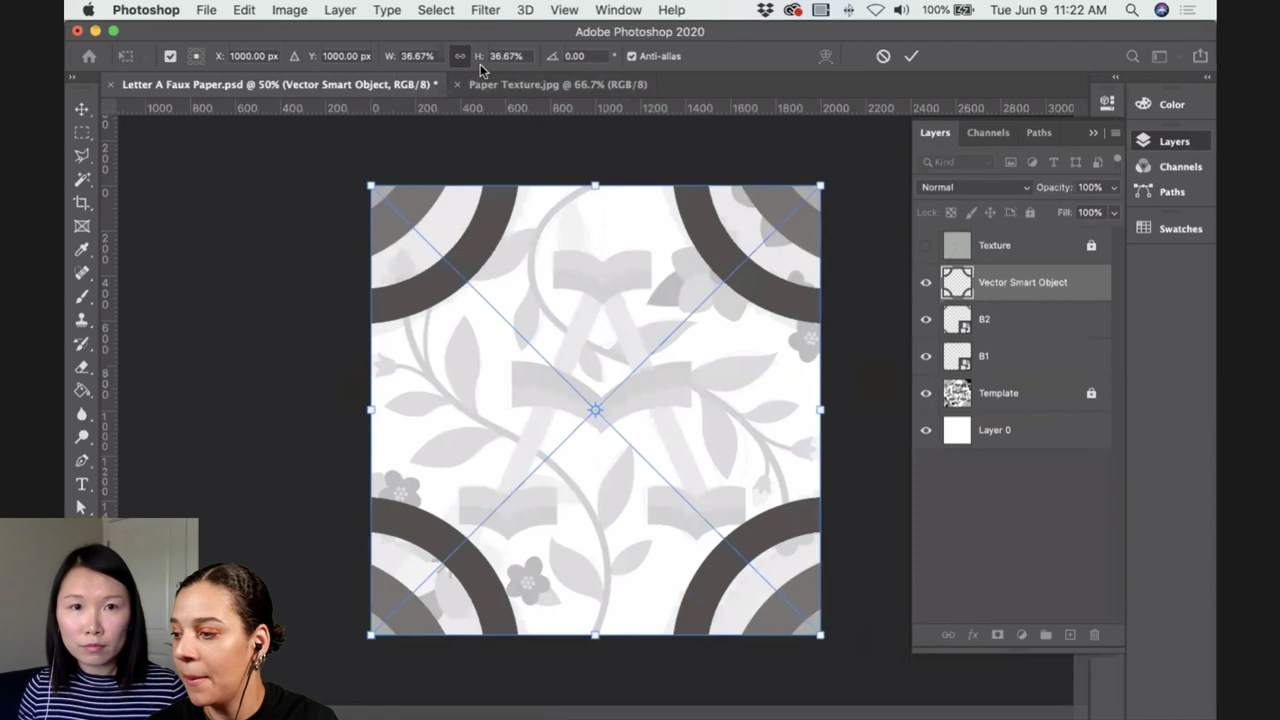 Photoshop File Edit Image Layer Type Select Filter 3D View Window Help 100% Tue Jun 9 11:22 AM
Adobe Photoshop 2020
X: 1000.00 px Y: 1000.00 px W: 36.67% H: 36.67% 0.00 ° Anti-alias
Letter A Faux Paper.psd @ 50% (Vector Smart Object, RGB/8) * Paper Texture.jpg @ 66.7% (RGB/8)
1000 800 600 400 200 0 200 400 600 800 1000 1200 1400 1600 1800 2000 2200 2400 2600 2800 3000
Color
Layers Channels Paths
Layers
Kind
Channels
Normal Opacity: 100%
Paths
Lock: Fill: 100%
Swatches
Texture
Vector Smart Object
B2
B1
Template
Layer 0